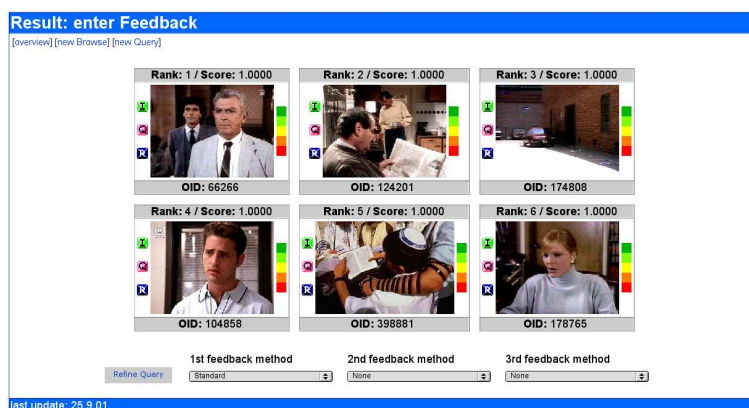 Result: enter Feedback
[overview] [new Browse] [new Query]
Rank: 1 / Score: 1.0000 Rank: 2 / Score: 1.0000 Rank: 3 / Score: 1.0000
I I I
Q Q Q
R R R
OID: 66266 OID: 124201 OID: 174808
Rank: 4 / Score: 1.0000 Rank: 5 / Score: 1.0000 Rank: 6 / Score: 1.0000
I I I
Q Q Q
R R R
OID: 104858 OID: 398881 OID: 178765
1st feedback method 2nd feedback method 3rd feedback method
Refine Query Standard None None
last update: 25.9.01